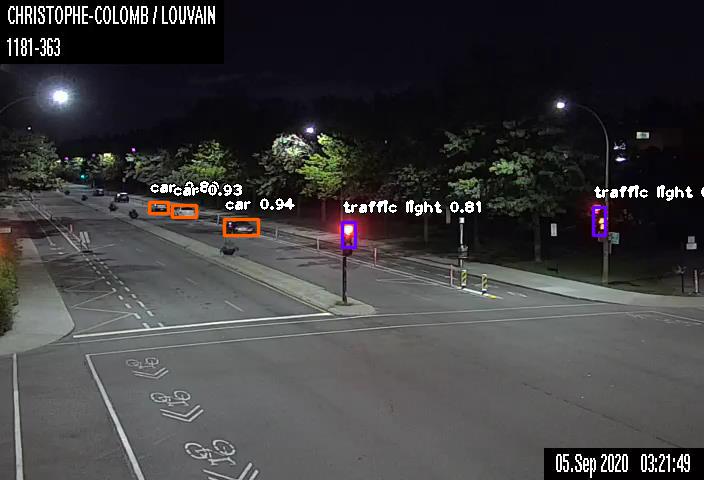 CHRISTOPHE-COLOMB / LOUVAIN
1181-363
car 0.93
car 0.94
traffic light 0.81
traffic light
05.Sep 2020 03:21:49